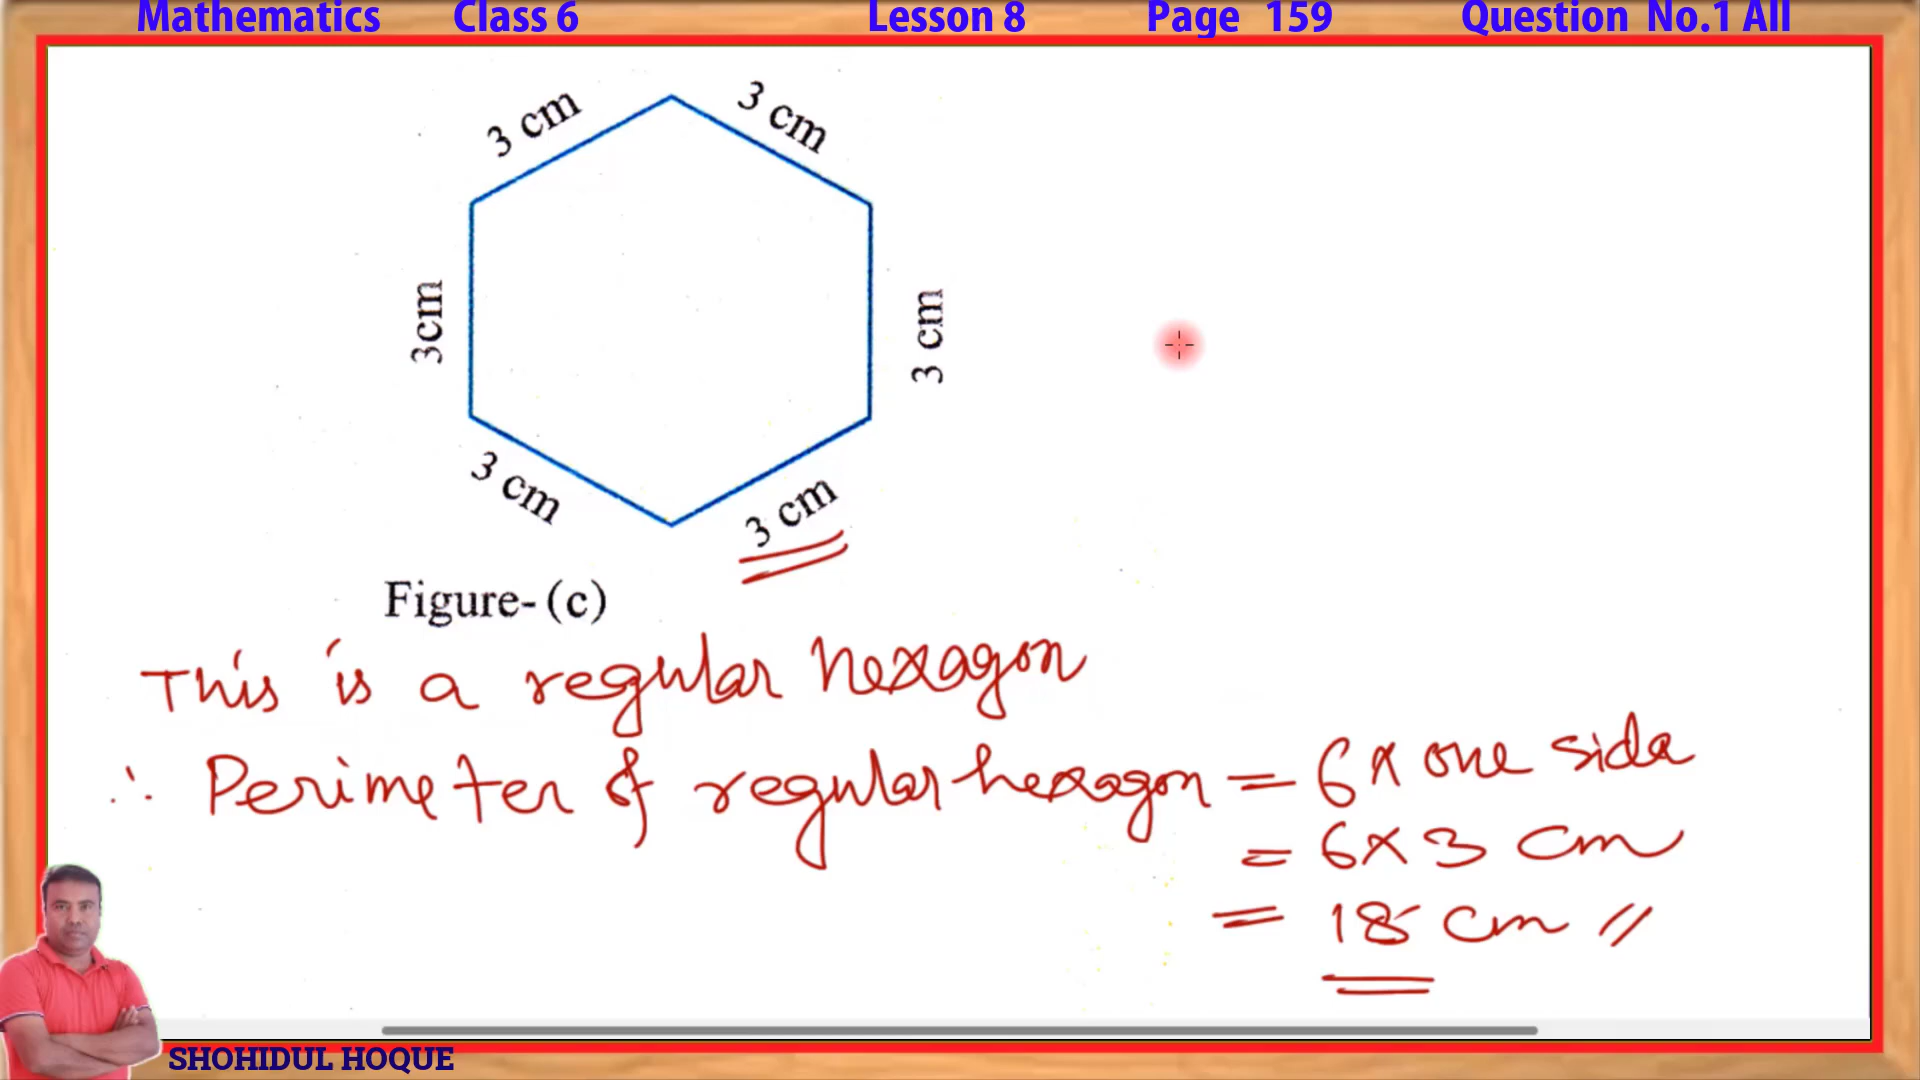 Mathematics Class 6 Lesson 8 Page 159 Question No.1 All
3 cm
3 cm
3cm
3 cm
3 cm
3 cm
Figure- (c)
This is a regular hexagon
∴ Perimeter of regular hexagon = 6 × one side
= 6 × 3 cm
= 18 cm //
SHOHIDUL HOQUE